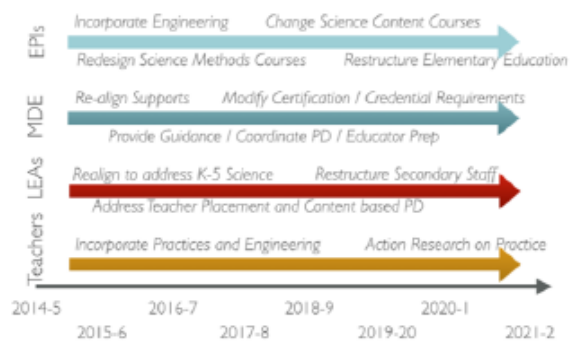 EPIs
Incorporate Engineering Change Science Content Courses
Redesign Science Methods Courses Restructure Elementary Education
MDE
Re-align Supports Modify Certification / Credential Requirements
Provide Guidance / Coordinate PD / Educator Prep
LEAs
Realign to address K-5 Science Restructure Secondary Staff
Address Teacher Placement and Content based PD
Teachers
Incorporate Practices and Engineering Action Research on Practice
2014-5 2016-7 2018-9 2020-1
2015-6 2017-8 2019-20 2021-2